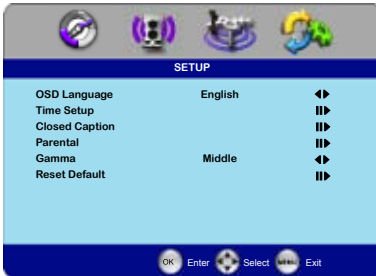 SETUP
OSD Language English
Time Setup
Closed Caption
Parental
Gamma Middle
Reset Default
OK Enter Select MENU Exit